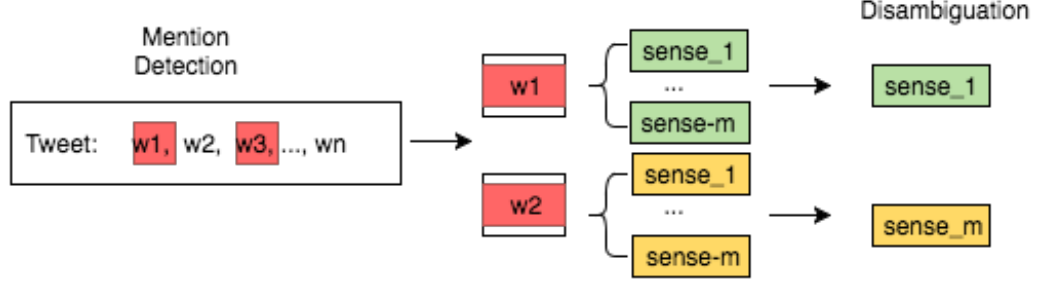 Mention
Detection
Tweet: w1, w2, w3, ..., wn
w1
sense_1
...
sense-m
w2
sense_1
...
sense-m
Disambiguation
sense_1
sense_m